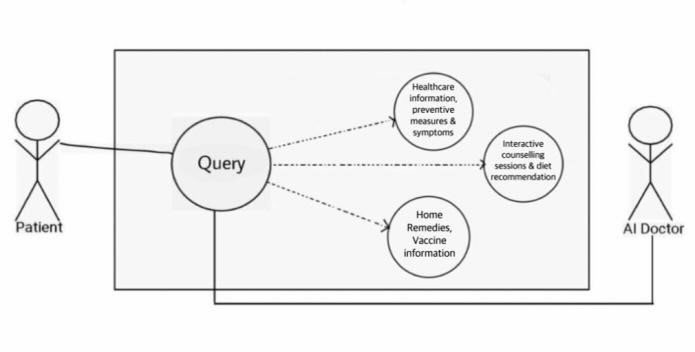 Healthcare
information,
preventive
measures &
symptoms
Query
Interactive
counselling
sessions & diet
recommendation
Home
Remedies,
Vaccine
information
Patient
AI Doctor